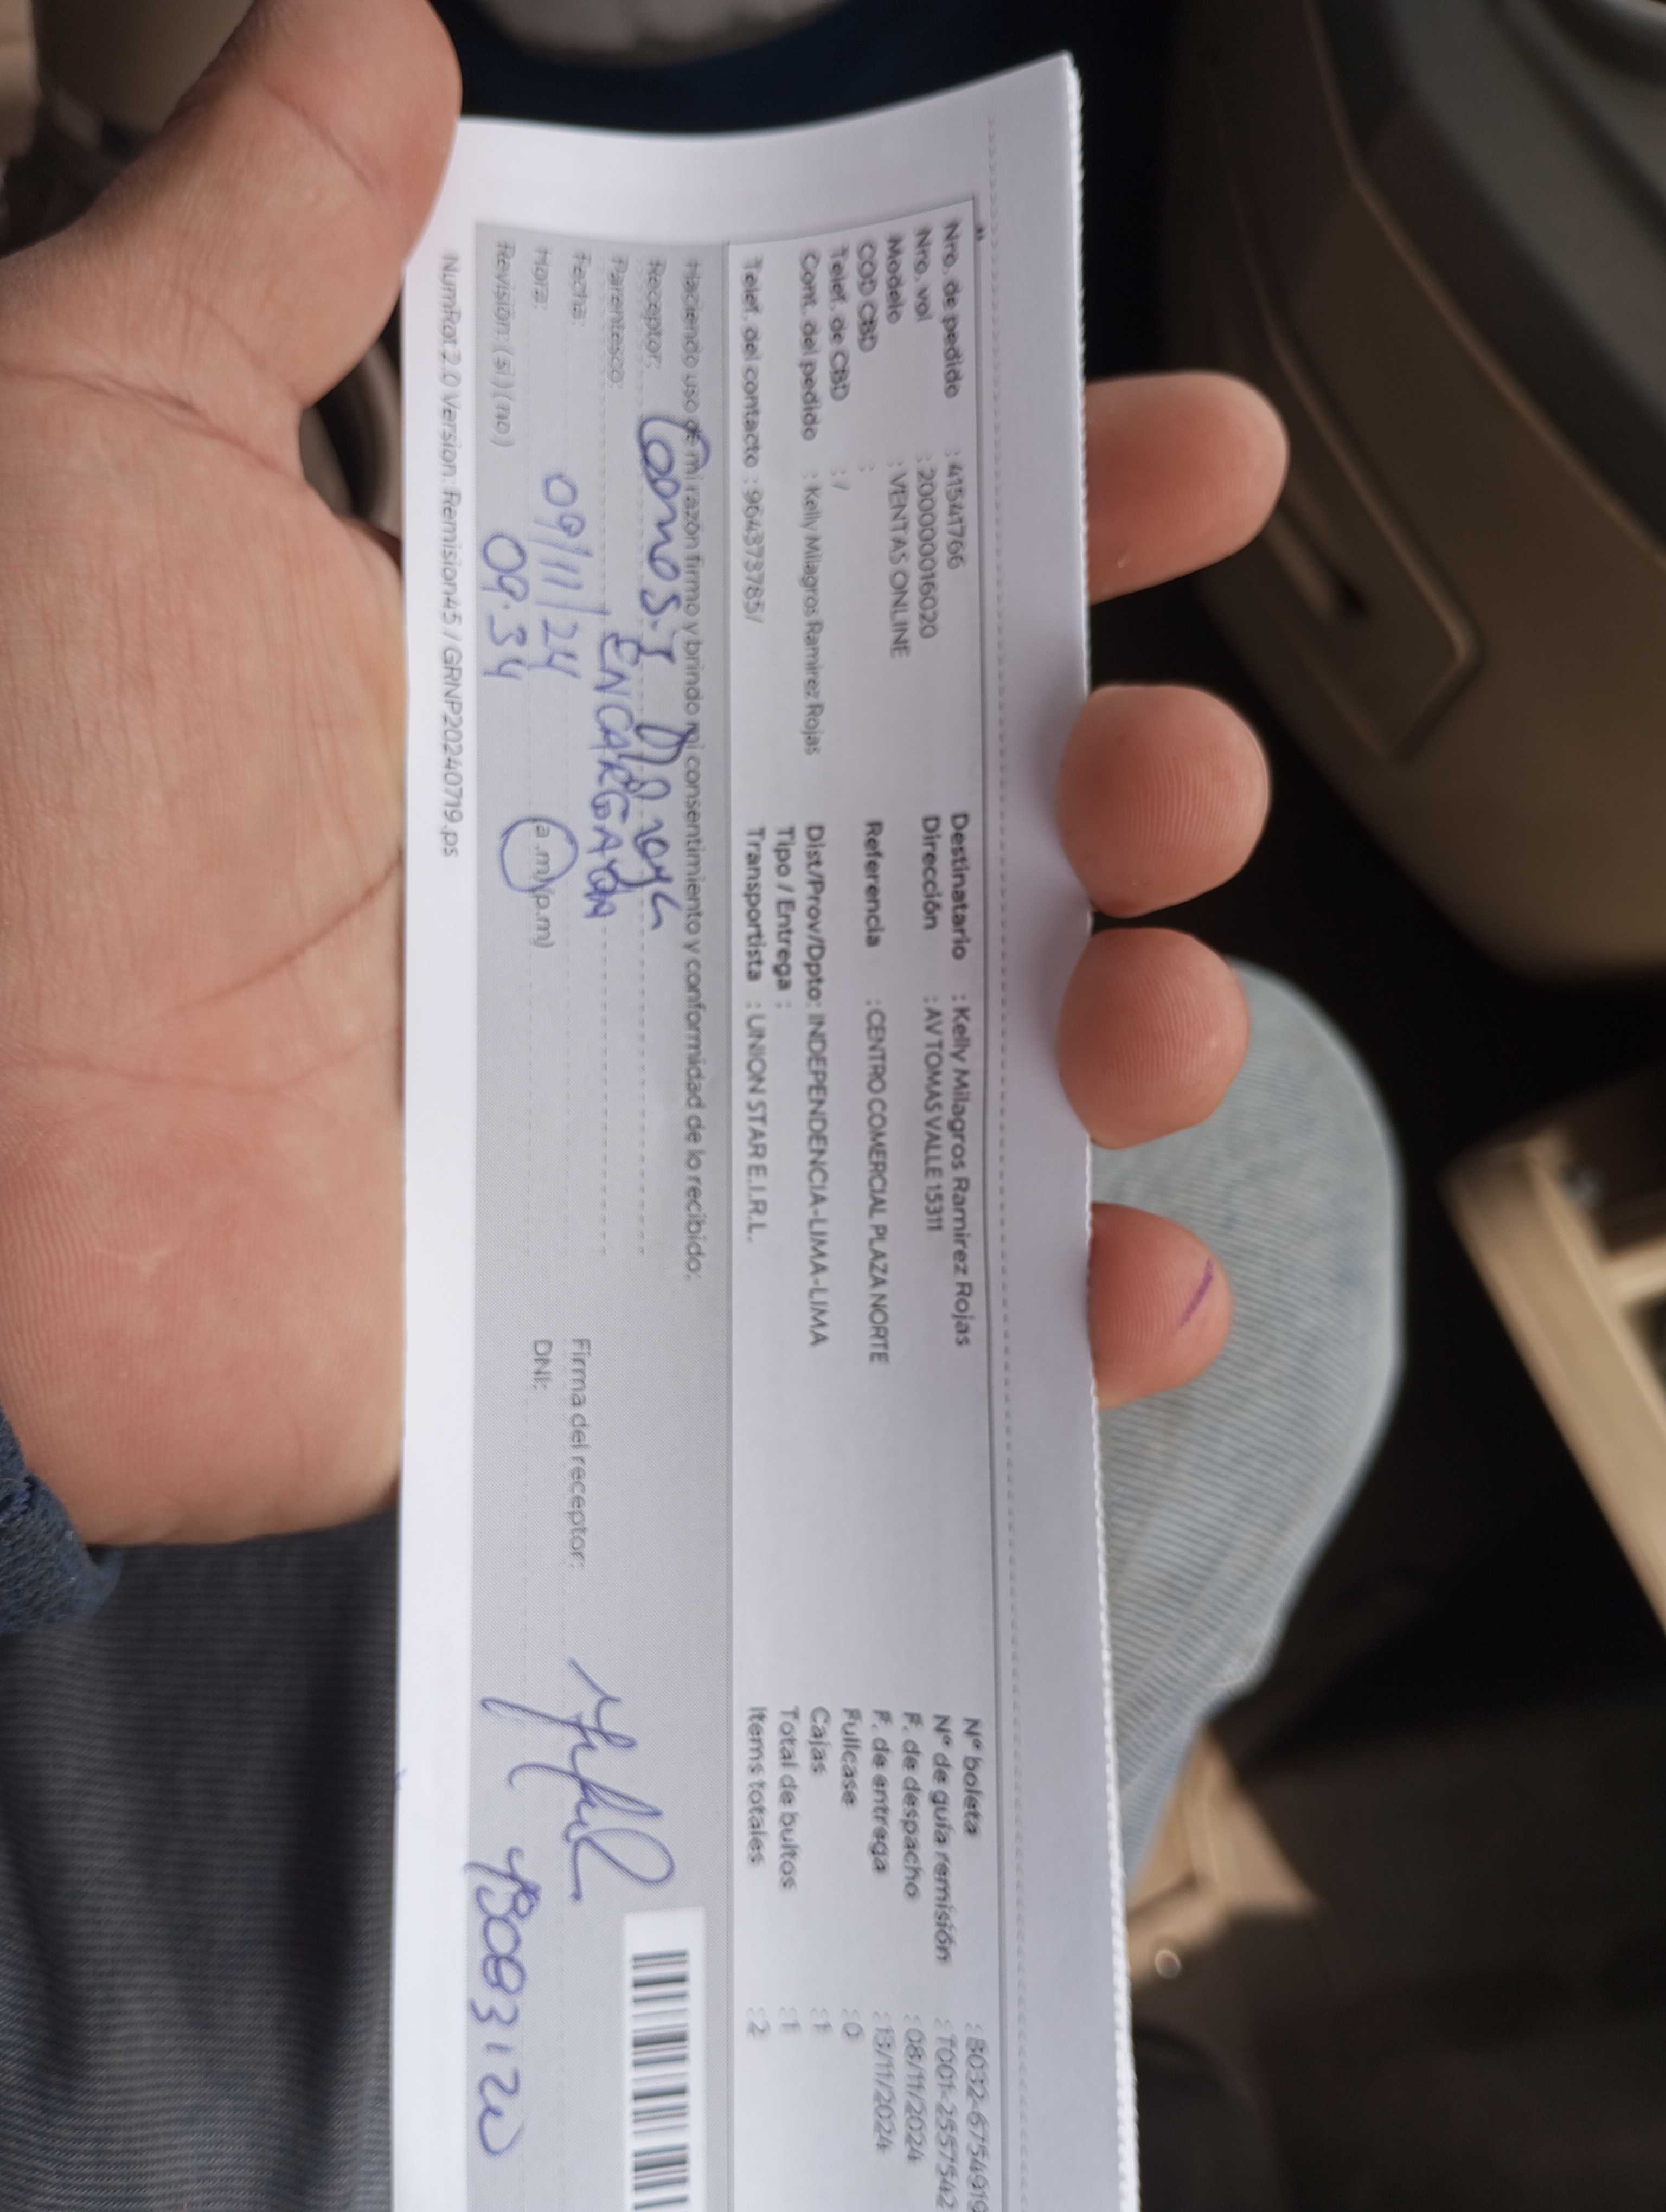 Nro. de pedido : 41541766
Nro. vol : 200000016020
Modelo : VENTAS ONLINE
COD CBD :
Telef. de CBD : /
Cont. del pedido : Kelly Milagros Ramirez Rojas
Telef. del contacto : 964373785/
Destinatario : Kelly Milagros Ramirez Rojas
Dirección : AV TOMAS VALLE 15311
Referencia : CENTRO COMERCIAL PLAZA NORTE
Dist/Prov/Dpto: INDEPENDENCIA-LIMA-LIMA
Tipo / Entrega :
Transportista : UNION STAR E.I.R.L.
Nº boleta : B032-6754919
Nº de guía remisión : T001-2557542
F. de despacho : 08/11/2024
F. de entrega : 13/11/2024
Fullcase : 0
Cajas : 1
Total de bultos : 1
Items totales : 2
Haciendo uso de mi razón firmo y brindo mi consentimiento y conformidad de lo recibido:
Receptor:
Parentesco: ENCARGADA
Fecha: 09/11/24
Hora: 09:34 (a.m)/(p.m)
Revisión: (si) (no)
Firma del receptor:
DNI:
NumRot 2.0 Version: Remision45 / GRNP20240719.ps